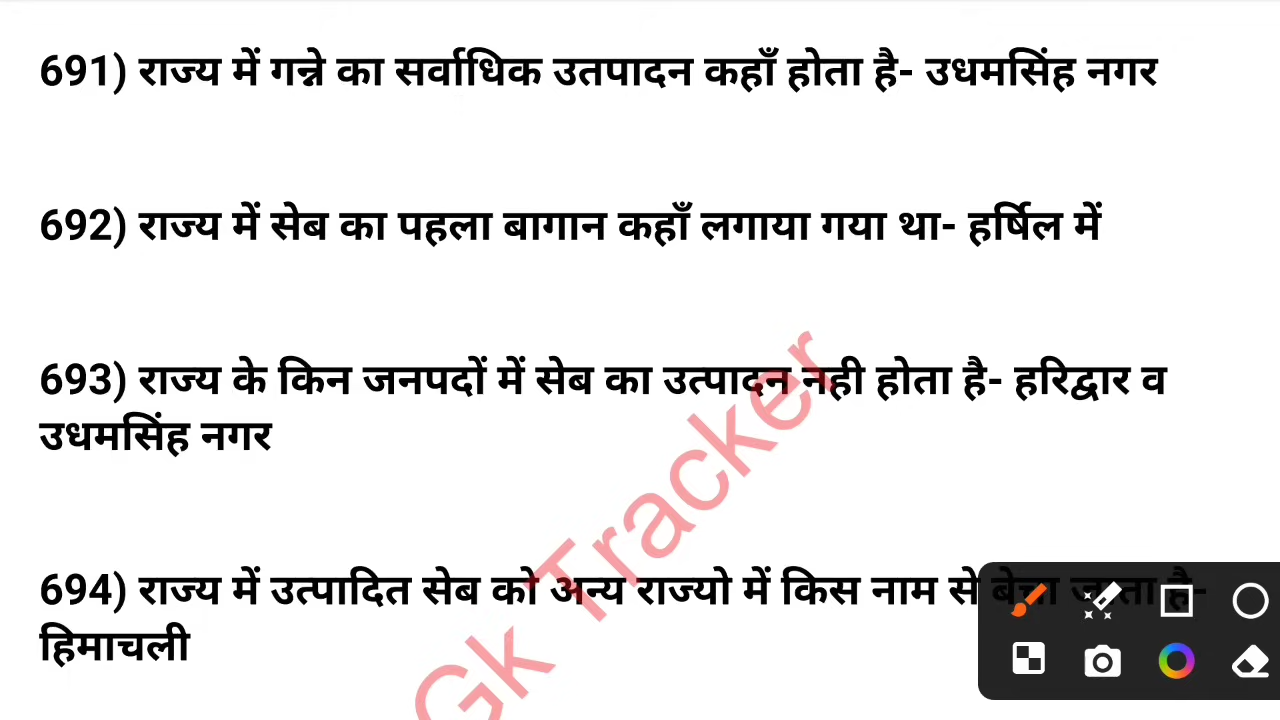 691) राज्य में गन्ने का सर्वाधिक उतपादन कहाँ होता है- उधमसिंह नगर
692) राज्य में सेब का पहला बागान कहाँ लगाया गया था- हर्षिल में
693) राज्य के किन जनपदों में सेब का उत्पादन नही होता है- हरिद्वार व
उधमसिंह नगर
694) राज्य में उत्पादित सेब को अन्य राज्यो में किस नाम से बेचा जाता है-
हिमाचली
Gk Tracker